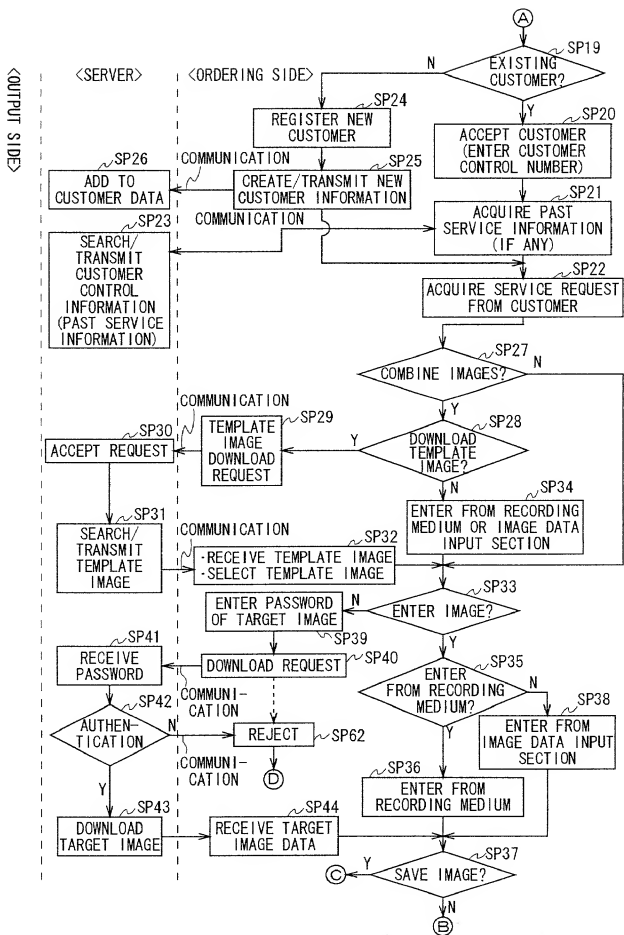 A
<OUTPUT SIDE>
<SERVER>
<ORDERING SIDE>
SP19
EXISTING
CUSTOMER?
N
Y
SP24
REGISTER NEW
CUSTOMER
SP20
ACCEPT CUSTOMER
(ENTER CUSTOMER
CONTROL NUMBER)
SP26
ADD TO
CUSTOMER DATA
COMMUNICATION
SP25
CREATE/TRANSMIT NEW
CUSTOMER INFORMATION
SP21
ACQUIRE PAST
SERVICE INFORMATION
(IF ANY)
SP23
SEARCH/
TRANSMIT
CUSTOMER
CONTROL
INFORMATION
(PAST SERVICE
INFORMATION)
COMMUNICATION
SP22
ACQUIRE SERVICE REQUEST
FROM CUSTOMER
SP27
COMBINE IMAGES?
N
Y
SP28
DOWNLOAD
TEMPLATE
IMAGE?
Y
N
SP29
TEMPLATE
IMAGE
DOWNLOAD
REQUEST
COMMUNICATION
SP30
ACCEPT REQUEST
SP34
ENTER FROM RECORDING
MEDIUM OR IMAGE DATA
INPUT SECTION
SP31
SEARCH/
TRANSMIT
TEMPLATE
IMAGE
COMMUNICATION
SP32
-RECEIVE TEMPLATE IMAGE
-SELECT TEMPLATE IMAGE
SP33
ENTER IMAGE?
N
Y
ENTER PASSWORD
OF TARGET IMAGE
SP39
SP41
RECEIVE
PASSWORD
DOWNLOAD REQUEST
SP40
COMMUNI-
CATION
SP35
ENTER
FROM RECORDING
MEDIUM?
N
Y
SP38
ENTER FROM
IMAGE DATA INPUT
SECTION
SP42
AUTHEN-
TICATION
N
Y
COMMUNI-
CATION
REJECT
SP62
D
SP36
ENTER FROM
RECORDING MEDIUM
SP43
DOWNLOAD
TARGET IMAGE
SP44
RECEIVE TARGET
IMAGE DATA
SP37
SAVE IMAGE?
Y
C
N
B